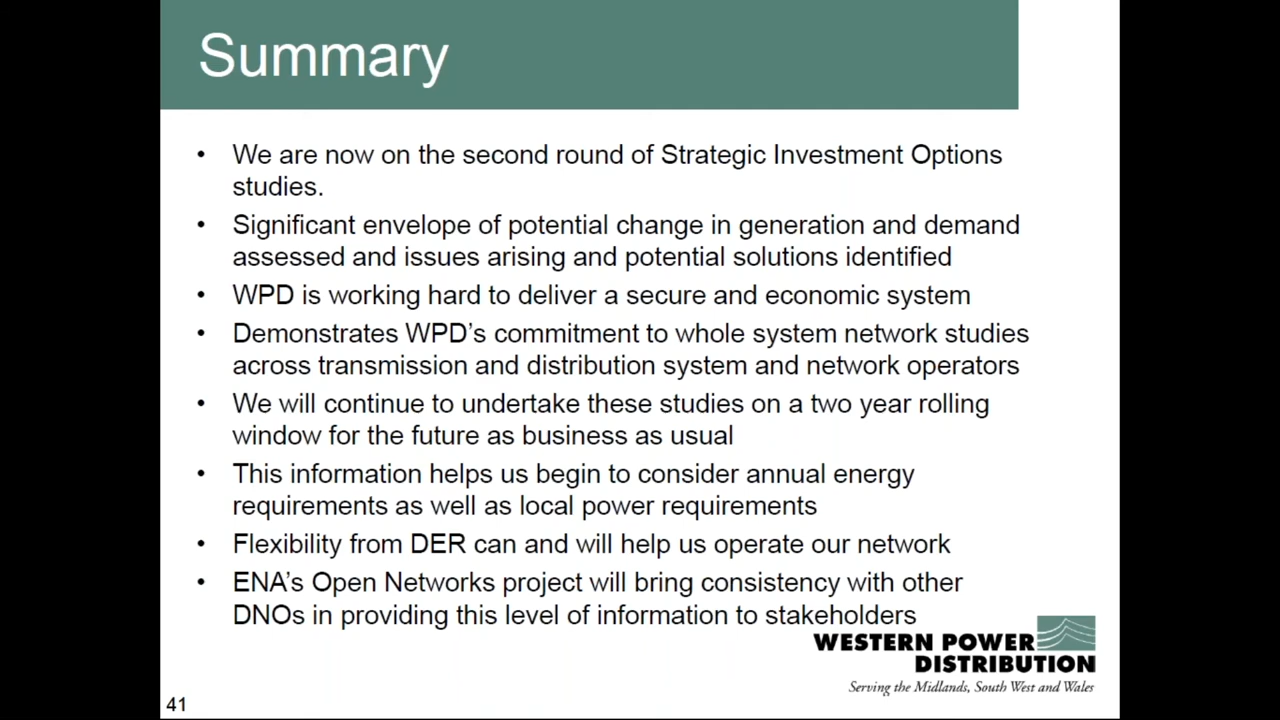 Summary
• We are now on the second round of Strategic Investment Options
studies.
• Significant envelope of potential change in generation and demand
assessed and issues arising and potential solutions identified
• WPD is working hard to deliver a secure and economic system
• Demonstrates WPD’s commitment to whole system network studies
across transmission and distribution system and network operators
• We will continue to undertake these studies on a two year rolling
window for the future as business as usual
• This information helps us begin to consider annual energy
requirements as well as local power requirements
• Flexibility from DER can and will help us operate our network
• ENA’s Open Networks project will bring consistency with other
DNOs in providing this level of information to stakeholders
WESTERN POWER
DISTRIBUTION
Serving the Midlands, South West and Wales
41